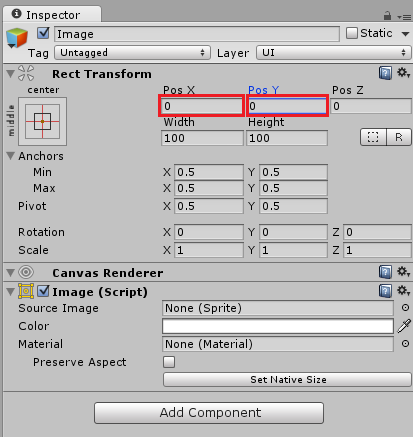 Inspector
Image Static
Tag Untagged Layer UI
Rect Transform
center Pos X Pos Y Pos Z
middle 0 0 0
Width Height
100 100 R
Anchors
Min X 0.5 Y 0.5
Max X 0.5 Y 0.5
Pivot X 0.5 Y 0.5
Rotation X 0 Y 0 Z 0
Scale X 1 Y 1 Z 1
Canvas Renderer
Image (Script)
Source Image None (Sprite)
Color
Material None (Material)
Preserve Aspect
Set Native Size
Add Component